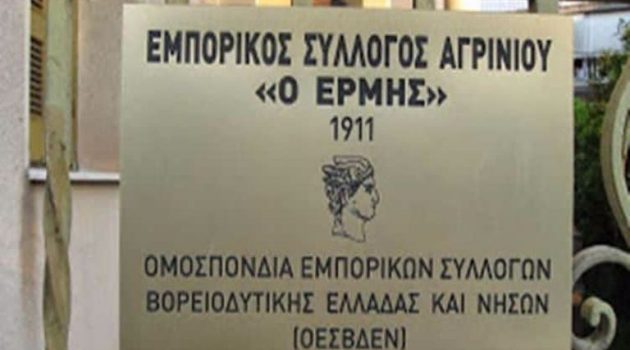 ΕΜΠΟΡΙΚΟΣ ΣΥΛΛΟΓΟΣ ΑΓΡΙΝΙΟΥ
«Ο ΕΡΜΗΣ»
1911
ΟΜΟΣΠΟΝΔΙΑ ΕΜΠΟΡΙΚΩΝ ΣΥΛΛΟΓΩΝ
ΒΟΡΕΙΟΔΥΤΙΚΗΣ ΕΛΛΑΔΑΣ ΚΑΙ ΝΗΣΩΝ
(ΟΕΣΒΔΕΝ)